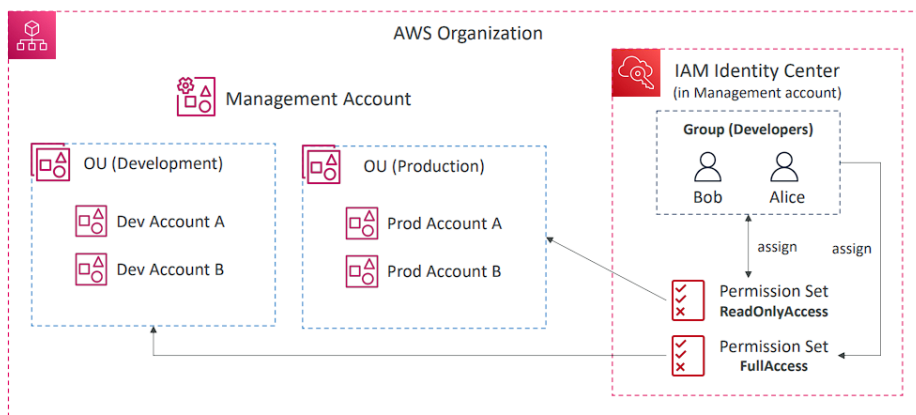 AWS Organization
Management Account
OU (Development)
Dev Account A
Dev Account B
OU (Production)
Prod Account A
Prod Account B
IAM Identity Center
(in Management account)
Group (Developers)
Bob
Alice
assign
assign
Permission Set
ReadOnlyAccess
Permission Set
FullAccess